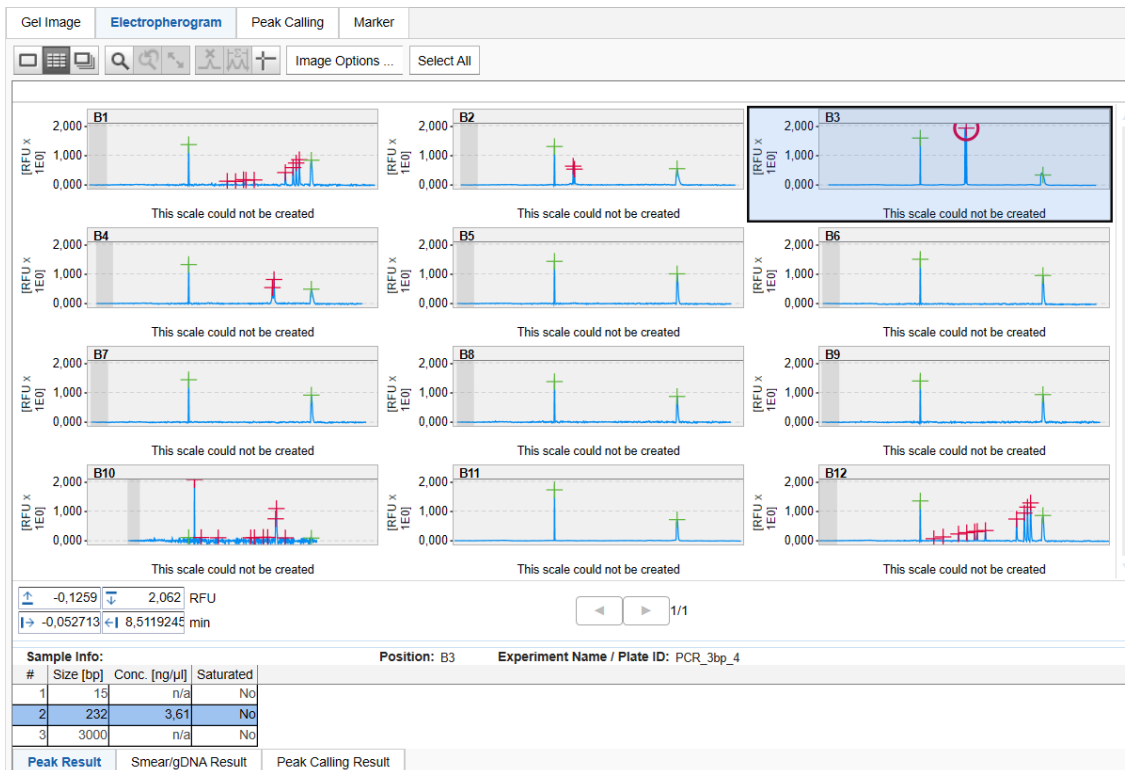 Gel Image Electropherogram Peak Calling Marker
Image Options ... Select All
B1 B2 B3
2,000 2,000 2,000
1,000 1,000 1,000
0,000 0,000 0,000
[RFU x 1E0] [RFU x 1E0] [RFU x 1E0]
This scale could not be created This scale could not be created This scale could not be created
B4 B5 B6
2,000 2,000 2,000
1,000 1,000 1,000
0,000 0,000 0,000
[RFU x 1E0] [RFU x 1E0] [RFU x 1E0]
This scale could not be created This scale could not be created This scale could not be created
B7 B8 B9
2,000 2,000 2,000
1,000 1,000 1,000
0,000 0,000 0,000
[RFU x 1E0] [RFU x 1E0] [RFU x 1E0]
This scale could not be created This scale could not be created This scale could not be created
B10 B11 B12
2,000 2,000 2,000
1,000 1,000 1,000
0,000 0,000 0,000
[RFU x 1E0] [RFU x 1E0] [RFU x 1E0]
This scale could not be created This scale could not be created This scale could not be created
-0,1259 2,062 RFU
-0,052713 8,5119245 min
1/1
Sample Info: Position: B3 Experiment Name / Plate ID: PCR_3bp_4
# Size [bp] Conc. [ng/µl] Saturated
1 15 n/a No
2 232 3,61 No
3 3000 n/a No
Peak Result Smear/gDNA Result Peak Calling Result